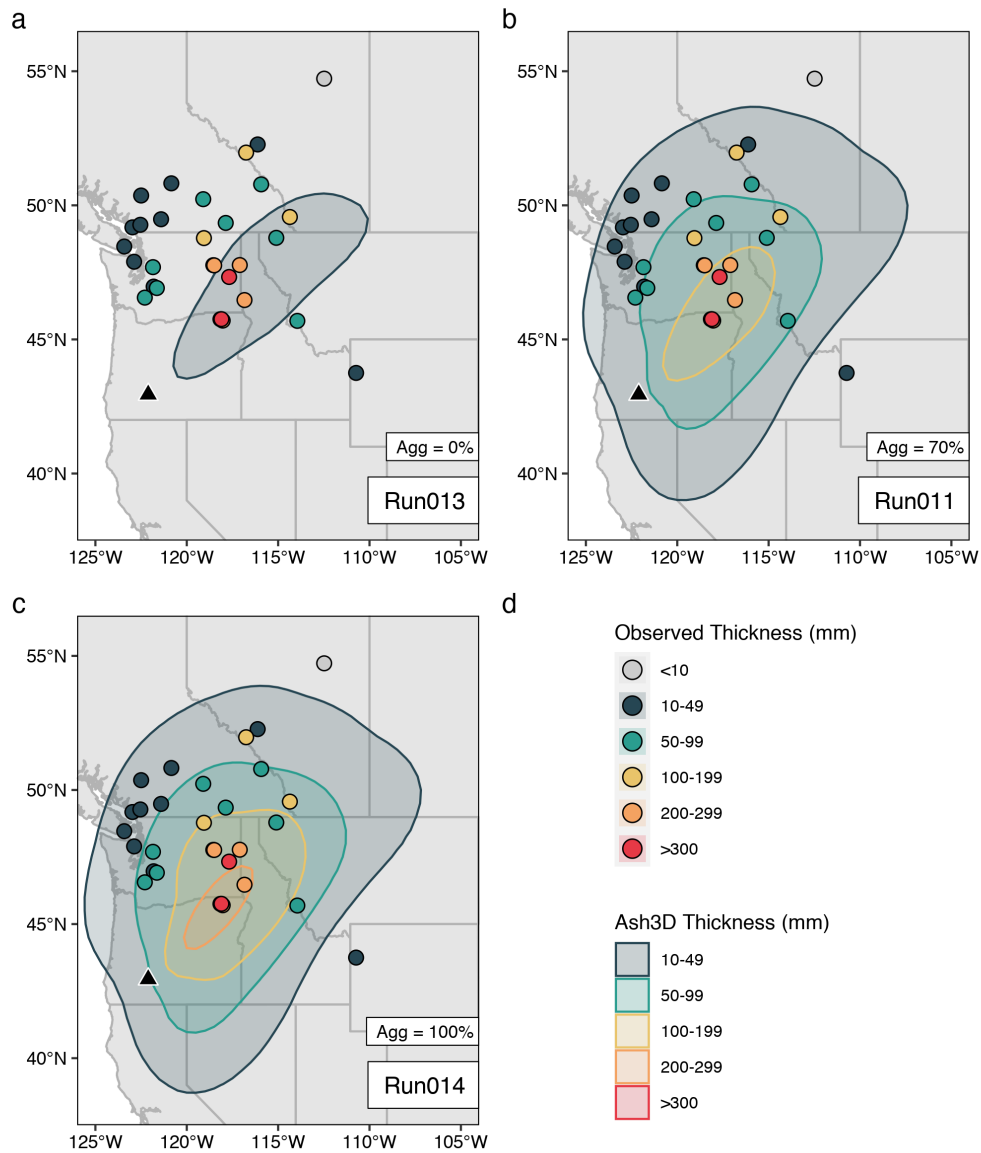 a
55°N
50°N
45°N
40°N
Agg = 0%
Run013
125°W 120°W 115°W 110°W 105°W
b
55°N
50°N
45°N
40°N
Agg = 70%
Run011
125°W 120°W 115°W 110°W 105°W
c
55°N
50°N
45°N
40°N
Agg = 100%
Run014
125°W 120°W 115°W 110°W 105°W
d
Observed Thickness (mm)
<10
10-49
50-99
100-199
200-299
>300
Ash3D Thickness (mm)
10-49
50-99
100-199
200-299
>300